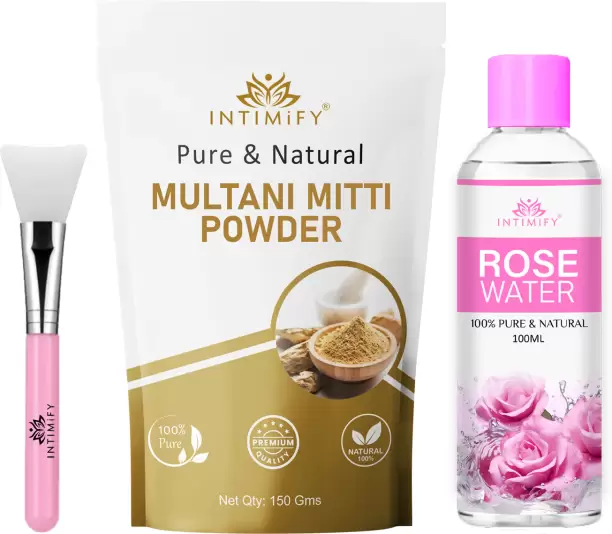 INTIMiFY
INTIMiFY®
Pure & Natural
MULTANI MITTI
POWDER
100%
Pure
PREMIUM
QUALITY
NATURAL
100%
Net Qty: 150 Gms
INTIMiFY®
ROSE
WATER
100% PURE & NATURAL
100ML